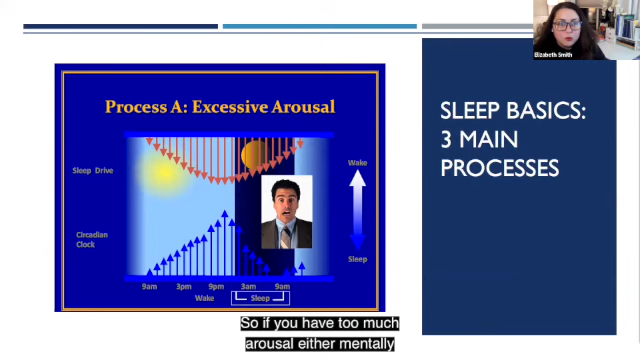 Elizabeth Smith
Process A: Excessive Arousal
Sleep Drive
Circadian
Clock
Wake
Sleep
9am 3pm 9pm 3am 9am
Wake Sleep
SLEEP BASICS:
3 MAIN
PROCESSES
So if you have too much
arousal either mentally